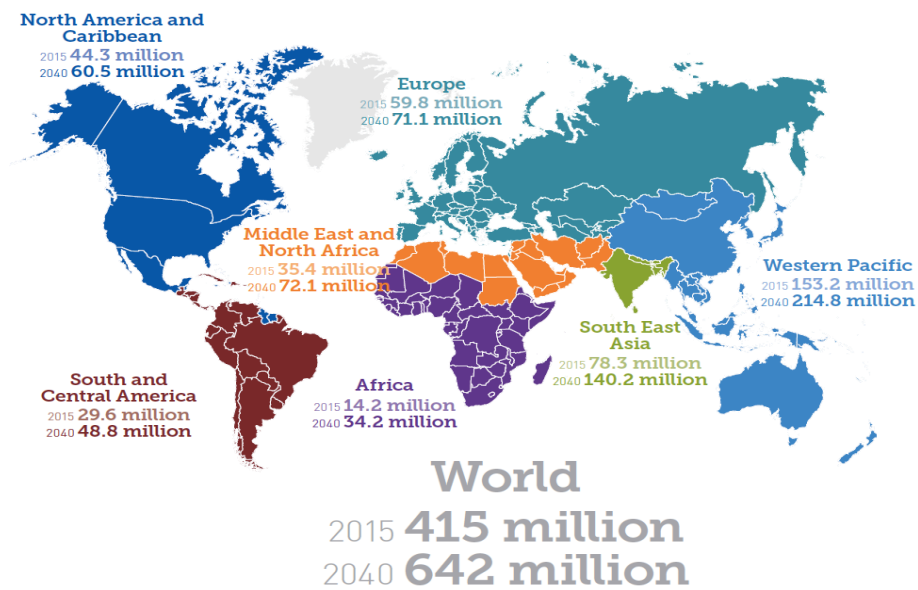 North America and
Caribbean
2015 44.3 million
2040 60.5 million
Europe
2015 59.8 million
2040 71.1 million
Middle East and
North Africa
2015 35.4 million
2040 72.1 million
Western Pacific
2015 153.2 million
2040 214.8 million
South East
Asia
2015 78.3 million
2040 140.2 million
South and
Central America
2015 29.6 million
2040 48.8 million
Africa
2015 14.2 million
2040 34.2 million
World
2015 415 million
2040 642 million